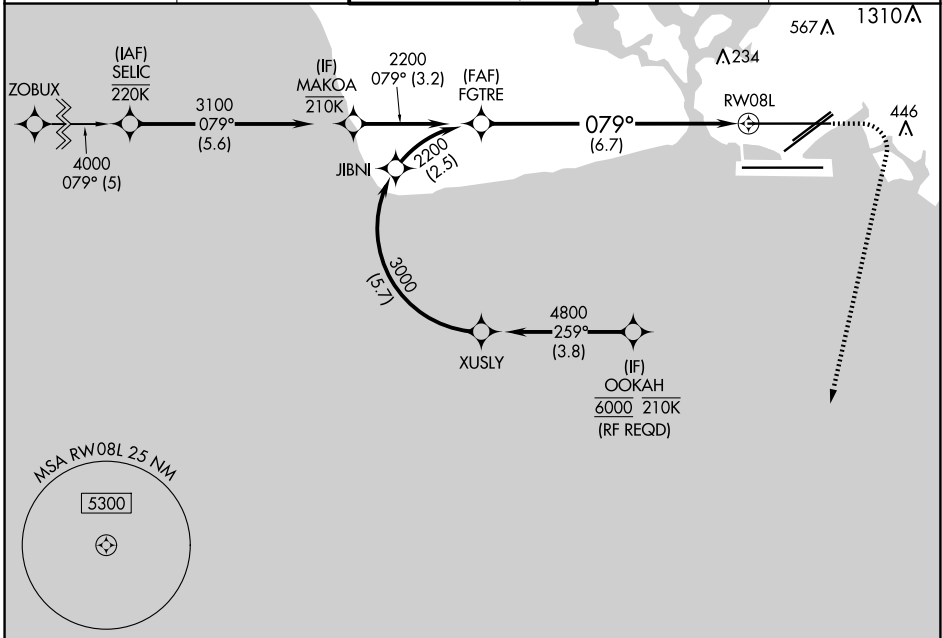 567
1310
234
446
ZOBUX
(IAF)
SELIC
220K
4000
079° (5)
3100
079°
(5.6)
(IF)
MAKOA
210K
2200
079° (3.2)
(FAF)
FGTRE
079°
(6.7)
RW08L
JIBNI
2200
(2.5)
3000
(5.7)
XUSLY
4800
259°
(3.8)
(IF)
OOKAH
6000 210K
(RF REQD)
MSA RW08L 25 NM
5300